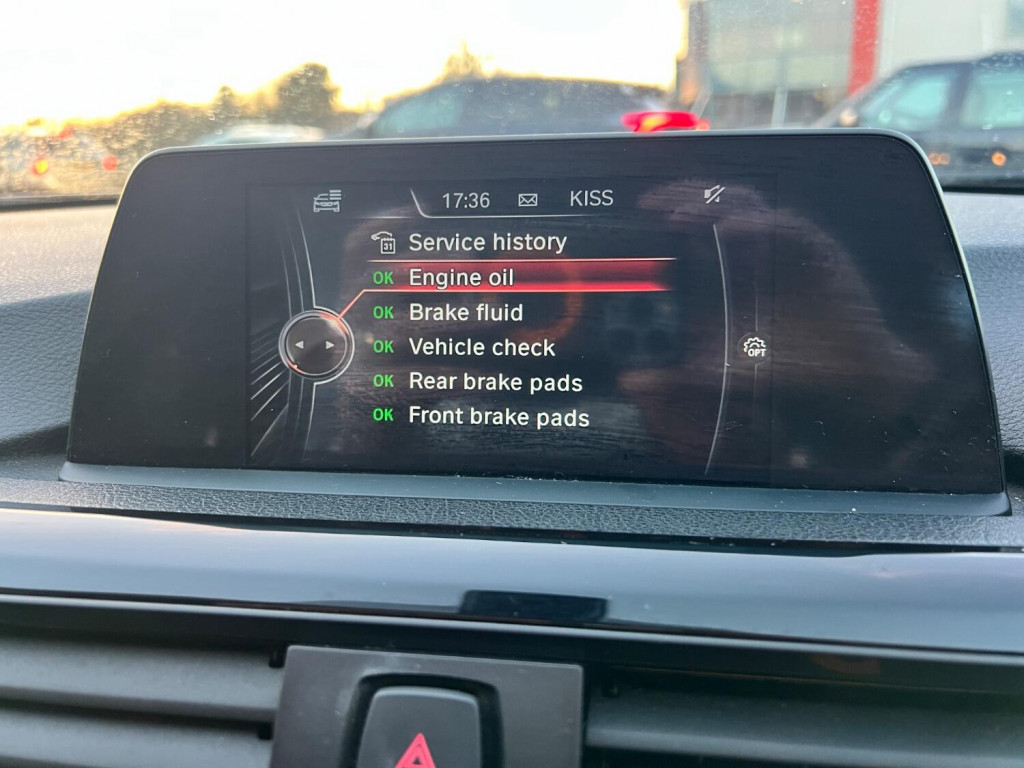 17:36 KISS
31 Service history
OK Engine oil
OK Brake fluid
OK Vehicle check
OPT
OK Rear brake pads
OK Front brake pads